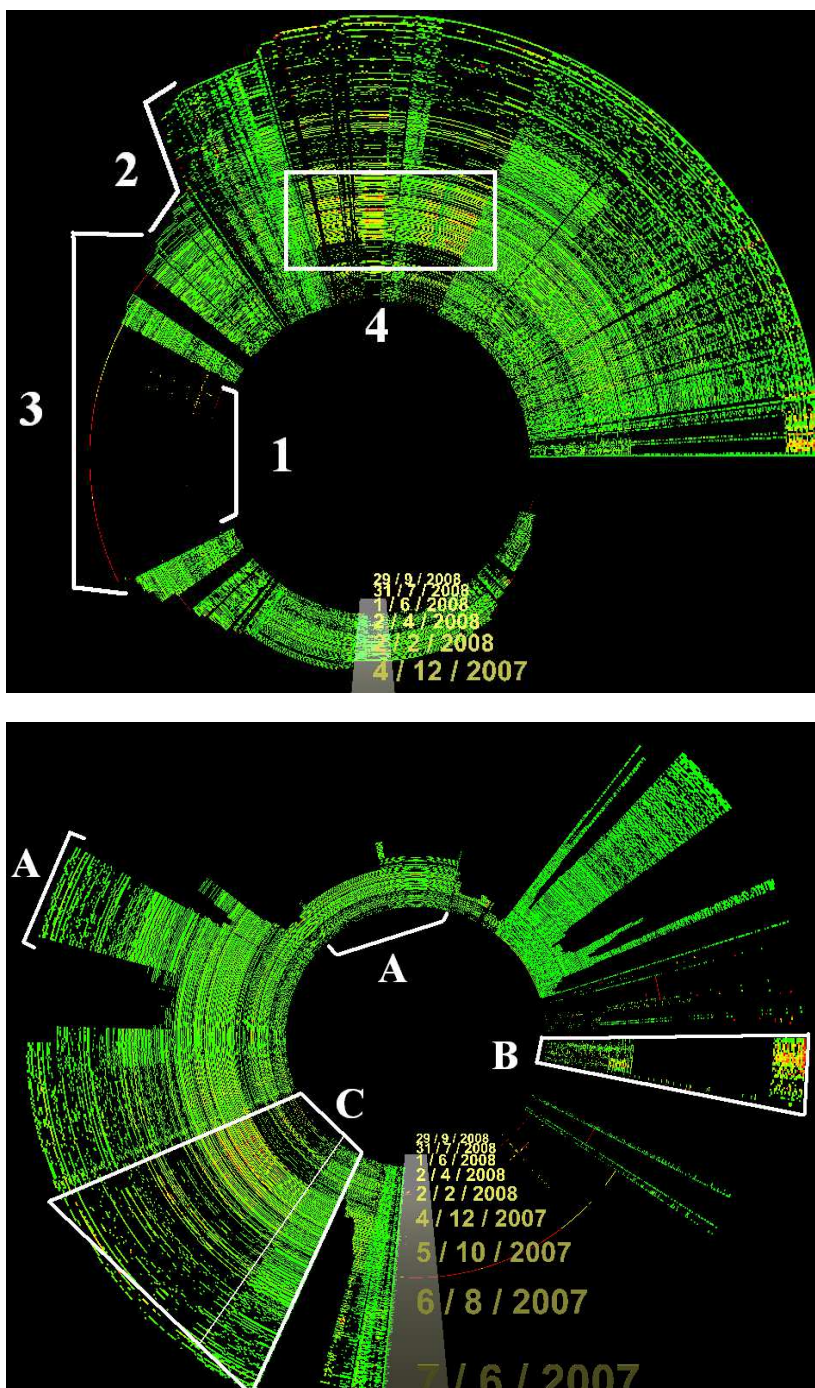 2
4
3
1
29 / 9 / 2008
31 / 7 / 2008
1 / 6 / 2008
2 / 4 / 2008
2 / 2 / 2008
4 / 12 / 2007
A
A
B
C
29 / 9 / 2008
31 / 7 / 2008
1 / 6 / 2008
2 / 4 / 2008
2 / 2 / 2008
4 / 12 / 2007
5 / 10 / 2007
6 / 8 / 2007
7 / 6 / 2007